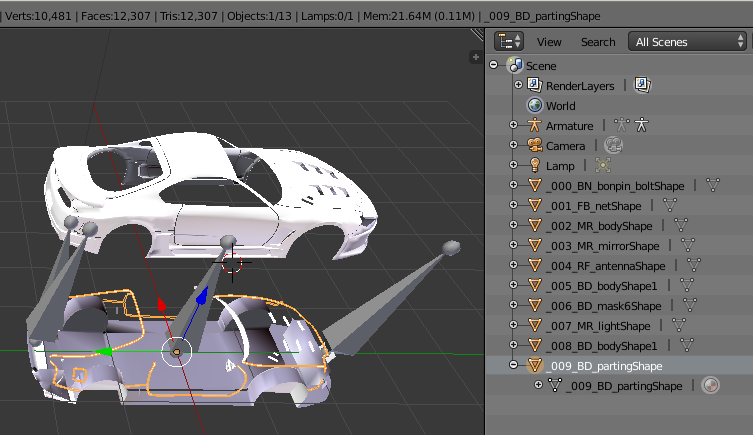 | Verts:10,481 | Faces:12,307 | Tris:12,307 | Objects:1/13 | Lamps:0/1 | Mem:21.64M (0.11M) | _009_BD_partingShape
View Search All Scenes
Scene
RenderLayers |
World
Armature |
Camera |
Lamp |
_000_BN_bonpin_boltShape |
_001_FB_netShape |
_002_MR_bodyShape |
_003_MR_mirrorShape |
_004_RF_antennaShape |
_005_BD_bodyShape1 |
_006_BD_mask6Shape |
_007_MR_lightShape |
_008_BD_bodyShape1 |
_009_BD_partingShape
_009_BD_partingShape |